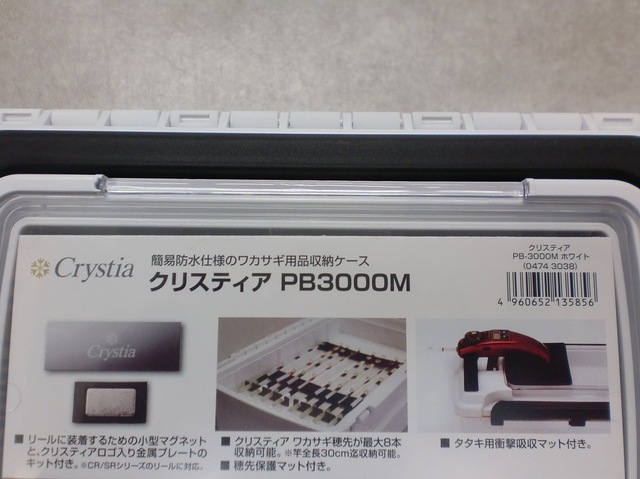 Crystia
簡易防水仕様のワカサギ用品収納ケース
クリスティア PB3000M
クリスティア
PB-3000M ホワイト
(0474 3038)
4 960652 135856
Crystia
■ リールに装着するための小型マグネット
と、クリスティアロゴ入り金属プレートの
キット付き。※CR/SRシリーズのリールに対応。
■ クリスティア ワカサギ穂先が最大8本
収納可能。※竿全長30cm迄収納可能。
■ 穂先保護マット付き。
■ タタキ用衝撃吸収マット付き。